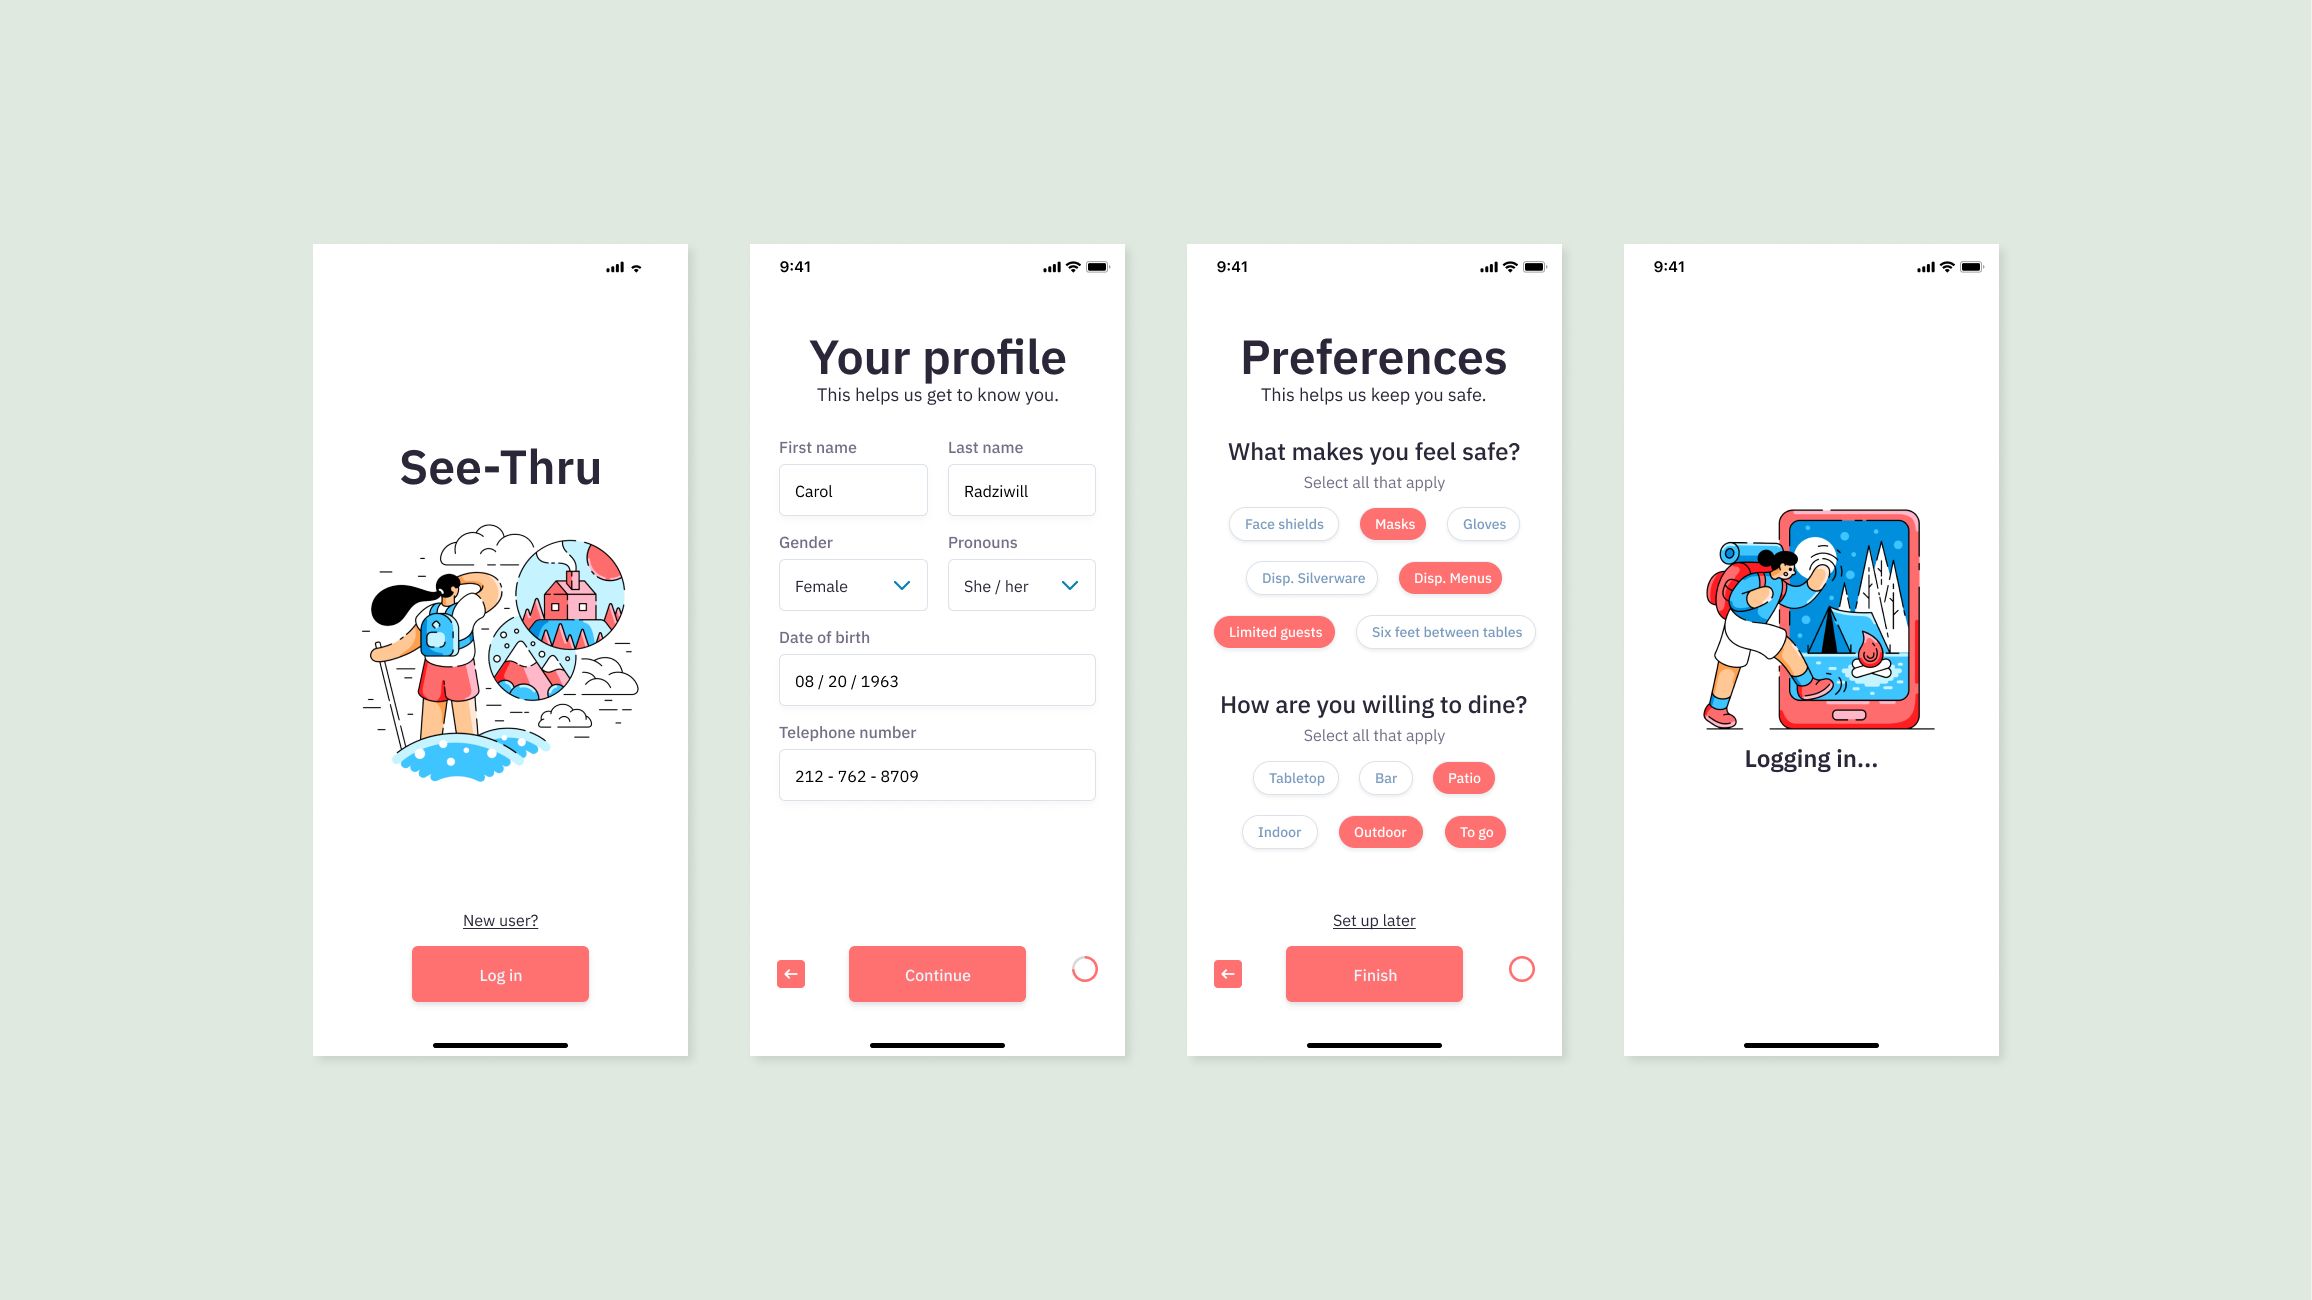 See-Thru
New user?
Log in
9:41
Your profile
This helps us get to know you.
First name
Last name
Carol
Radziwill
Gender
Pronouns
Female
She / her
Date of birth
08 / 20 / 1963
Telephone number
212 - 762 - 8709
Continue
9:41
Preferences
This helps us keep you safe.
What makes you feel safe?
Select all that apply
Face shields
Masks
Gloves
Disp. Silverware
Disp. Menus
Limited guests
Six feet between tables
How are you willing to dine?
Select all that apply
Tabletop
Bar
Patio
Indoor
Outdoor
To go
Set up later
Finish
9:41
Logging in...